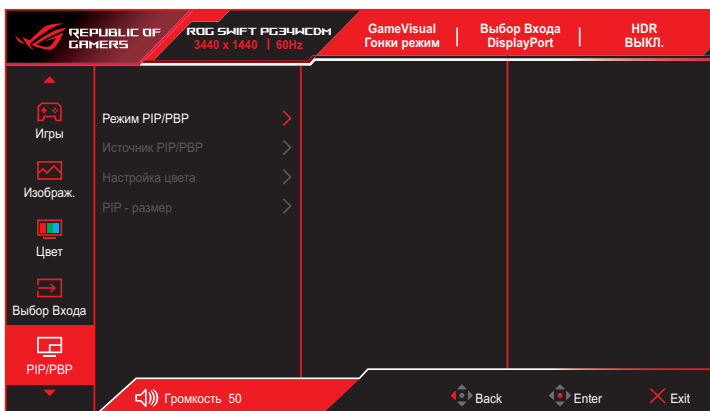 REPUBLIC OF
GAMERS
ROG SWIFT PG34WCDM
3440 x 1440 | 60Hz
GameVisual
Гонки режим
Выбор Входа
DisplayPort
HDR
ВЫКЛ.
Игры
Изображ.
Цвет
Выбор Входа
PIP/PBP
Режим PIP/PBP
Источник PIP/PBP
Настройка цвета
PIP - размер
Громкость 50
Back
Enter
Exit